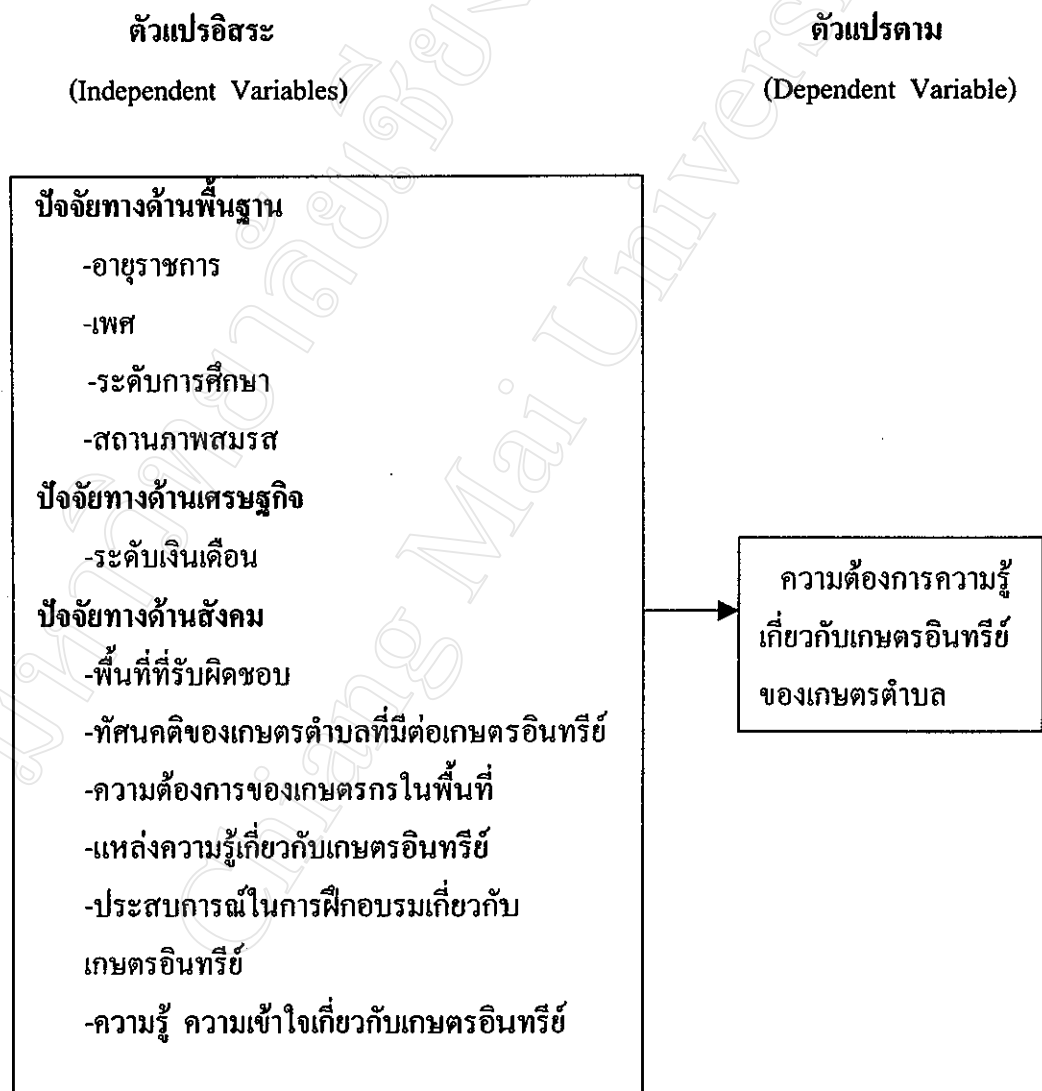 ตัวแปรอิสระ
(Independent Variables)
ตัวแปรตาม
(Dependent Variable)
ปัจจัยทางด้านพื้นฐาน
-อายุราชการ
-เพศ
-ระดับการศึกษา
-สถานภาพสมรส
ปัจจัยทางด้านเศรษฐกิจ
-ระดับเงินเดือน
ปัจจัยทางด้านสังคม
-พื้นที่ที่รับผิดชอบ
-ทัศนคติของเกษตรตำบลที่มีต่อเกษตรอินทรีย์
-ความต้องการของเกษตรกรในพื้นที่
-แหล่งความรู้เกี่ยวกับเกษตรอินทรีย์
-ประสบการณ์ในการฝึกอบรมเกี่ยวกับ
เกษตรอินทรีย์
-ความรู้ ความเข้าใจเกี่ยวกับเกษตรอินทรีย์
ความต้องการความรู้
เกี่ยวกับเกษตรอินทรีย์
ของเกษตรตำบล
Chiang Mai Universi